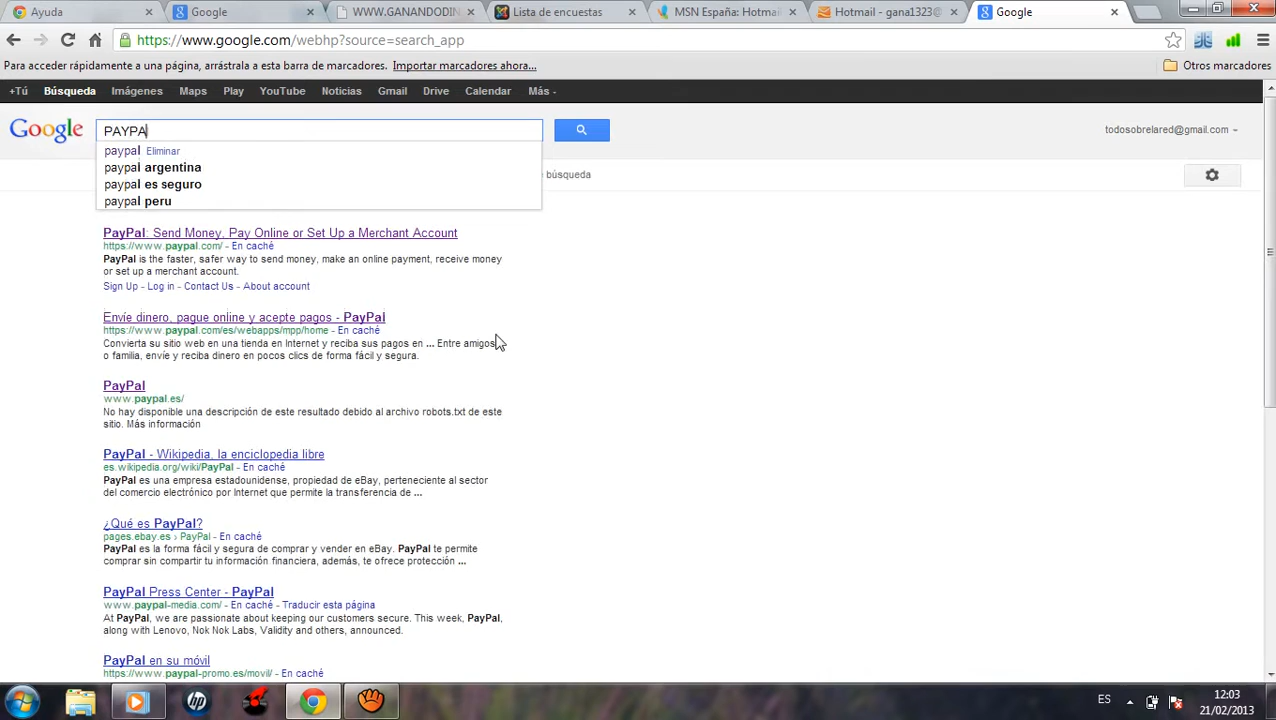 Ayuda
Google
WWW.GANANDODIN
Lista de encuestas
MSN España: Hotmail
Hotmail - gana1323@
Google
https://www.google.com/webhp?source=search_app
Para acceder rápidamente a una página, arrástrala a esta barra de marcadores. Importar marcadores ahora...
Otros marcadores
+Tú Búsqueda Imágenes Maps Play YouTube Noticias Gmail Drive Calendar Más
Google
PAYPA
todosobrelared@gmail.com
paypal Eliminar
paypal argentina
paypal es seguro
paypal peru
búsqueda
PayPal: Send Money, Pay Online or Set Up a Merchant Account
https://www.paypal.com/ - En caché
PayPal is the faster, safer way to send money, make an online payment, receive money
or set up a merchant account.
Sign Up - Log in - Contact Us - About account
Envíe dinero, pague online y acepte pagos - PayPal
https://www.paypal.com/es/webapps/mpp/home - En caché
Convierta su sitio web en una tienda en Internet y reciba sus pagos en ... Entre amigos
o familia, envíe y reciba dinero en pocos clics de forma fácil y segura.
PayPal
www.paypal.es/
No hay disponible una descripción de este resultado debido al archivo robots.txt de este
sitio. Más información
PayPal - Wikipedia, la enciclopedia libre
es.wikipedia.org/wiki/PayPal - En caché
PayPal es una empresa estadounidense, propiedad de eBay, perteneciente al sector
del comercio electrónico por Internet que permite la transferencia de ...
¿Qué es PayPal?
pages.ebay.es › PayPal - En caché
PayPal es la forma fácil y segura de comprar y vender en eBay. PayPal te permite
comprar sin compartir tu información financiera, además, te ofrece protección ...
PayPal Press Center - PayPal
www.paypal-media.com/ - En caché - Traducir esta página
At PayPal, we are passionate about keeping our customers secure. This week, PayPal,
along with Lenovo, Nok Nok Labs, Validity and others, announced.
PayPal en su móvil
https://www.paypal-promo.es/movil/ - En caché
hp
ES
12:03
21/02/2013